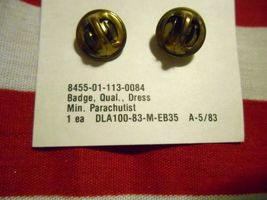 8455-01-113-0084
Badge, Qual., Dress
Min. Parachutist
1 ea DLA100-83-M-EB35 A-5/83